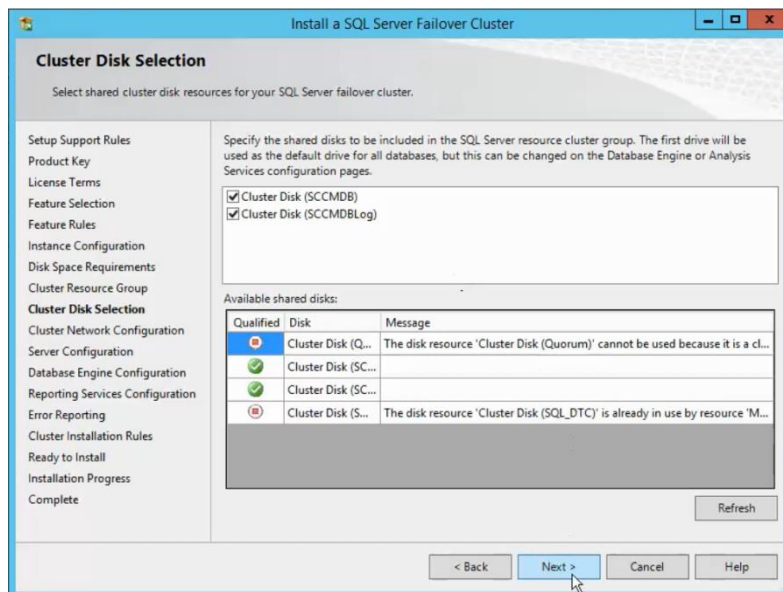 Install a SQL Server Failover Cluster
Cluster Disk Selection
Select shared cluster disk resources for your SQL Server failover cluster.
Setup Support Rules
Product Key
License Terms
Feature Selection
Feature Rules
Instance Configuration
Disk Space Requirements
Cluster Resource Group
Cluster Disk Selection
Cluster Network Configuration
Server Configuration
Database Engine Configuration
Reporting Services Configuration
Error Reporting
Cluster Installation Rules
Ready to Install
Installation Progress
Complete
Specify the shared disks to be included in the SQL Server resource cluster group. The first drive will be
used as the default drive for all databases, but this can be changed on the Database Engine or Analysis
Services configuration pages.
Cluster Disk (SCCMDB)
Cluster Disk (SCCMDBLog)
Available shared disks:
Qualified Disk Message
Cluster Disk (Q... The disk resource 'Cluster Disk (Quorum)' cannot be used because it is a cl...
Cluster Disk (SC...
Cluster Disk (SC...
Cluster Disk (S... The disk resource 'Cluster Disk (SQL_DTC)' is already in use by resource 'M...
Refresh
< Back Next > Cancel Help